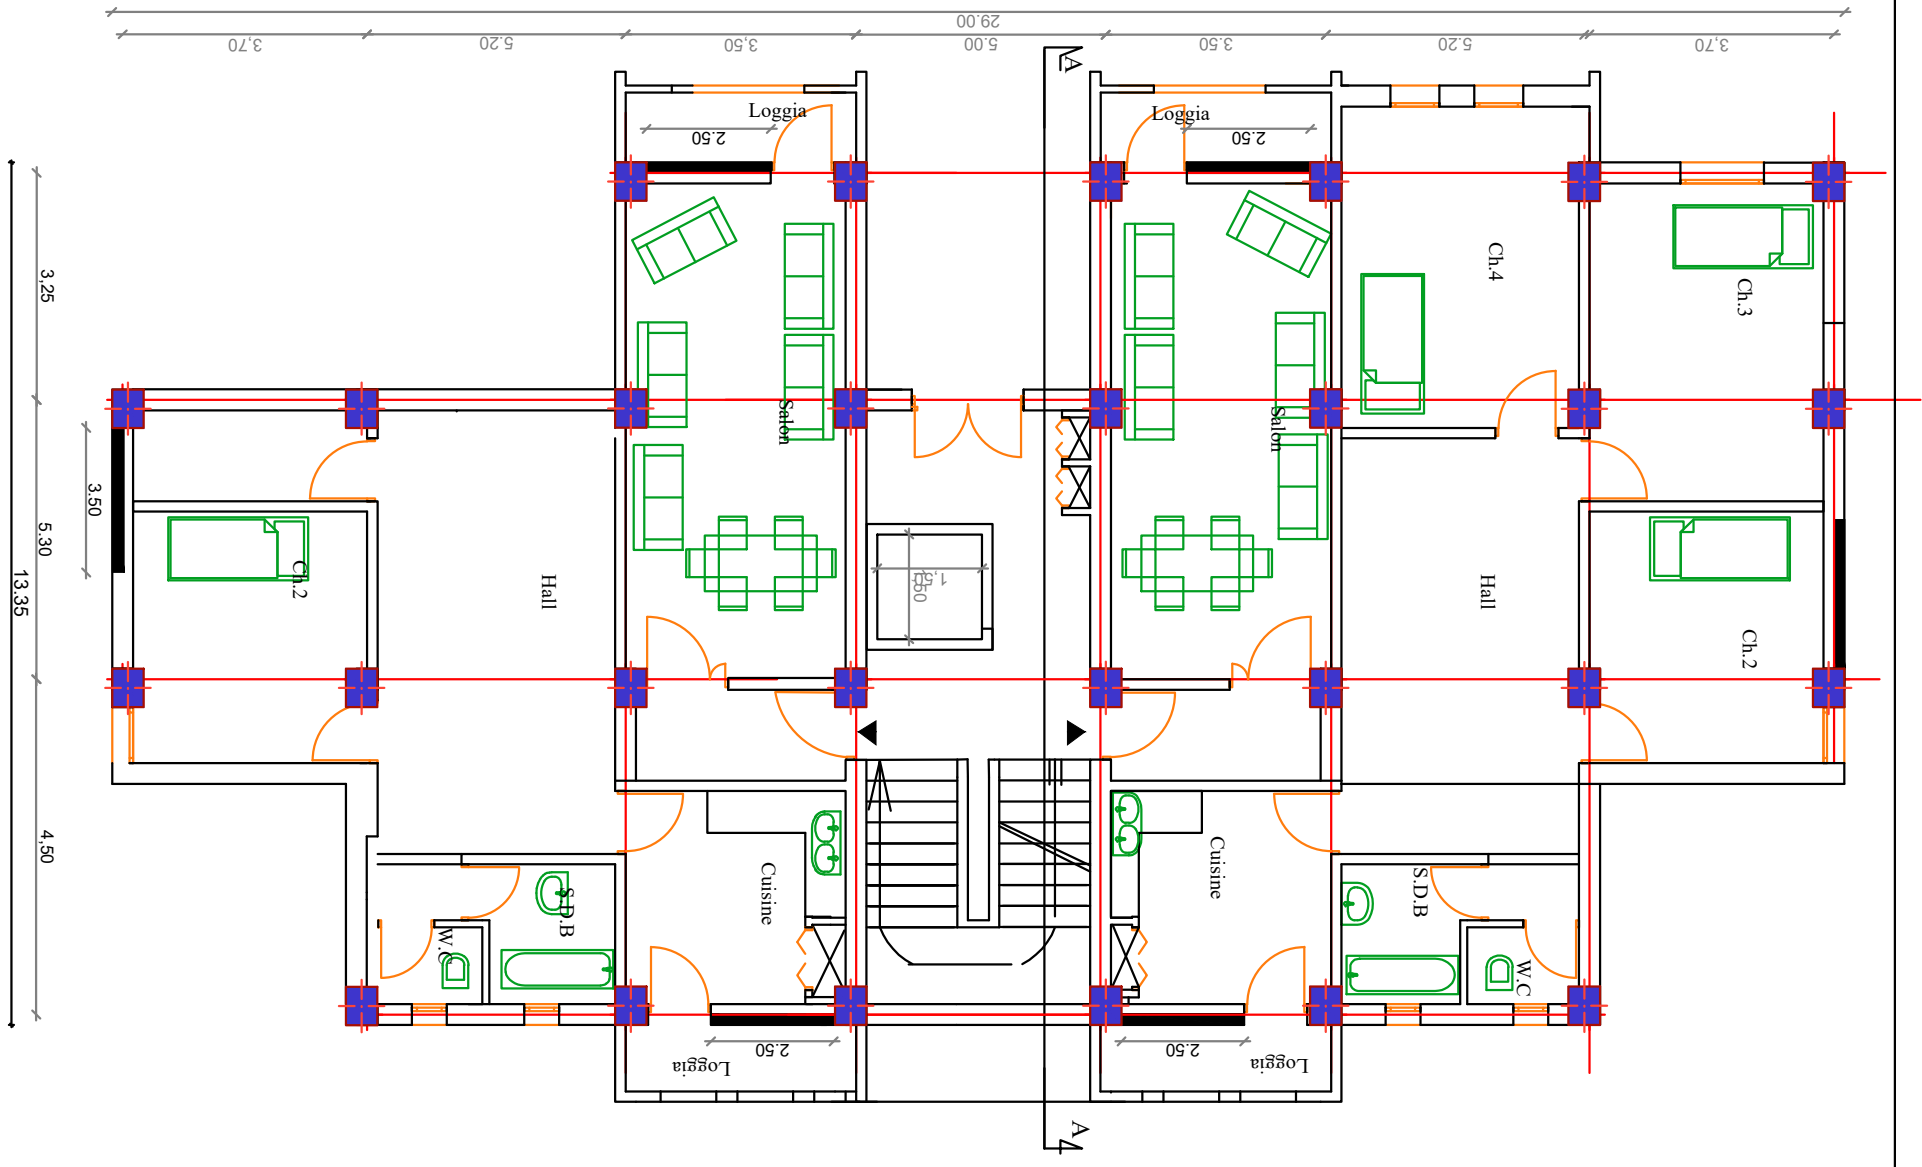 29.00
3,70
5.20
3,50
5.00
3.50
5.20
3,70
A
Loggia
Loggia
2.50
2.50
3,25
Ch.4
Ch.3
Salon
Salon
3.50
5.30
13.35
Ch.2
Hall
1,50
Hall
Ch.2
4,50
Cuisine
Cuisine
S.D.B
S.D.B
W.C
W.C
2.50
2.50
Loggia
Loggia
A